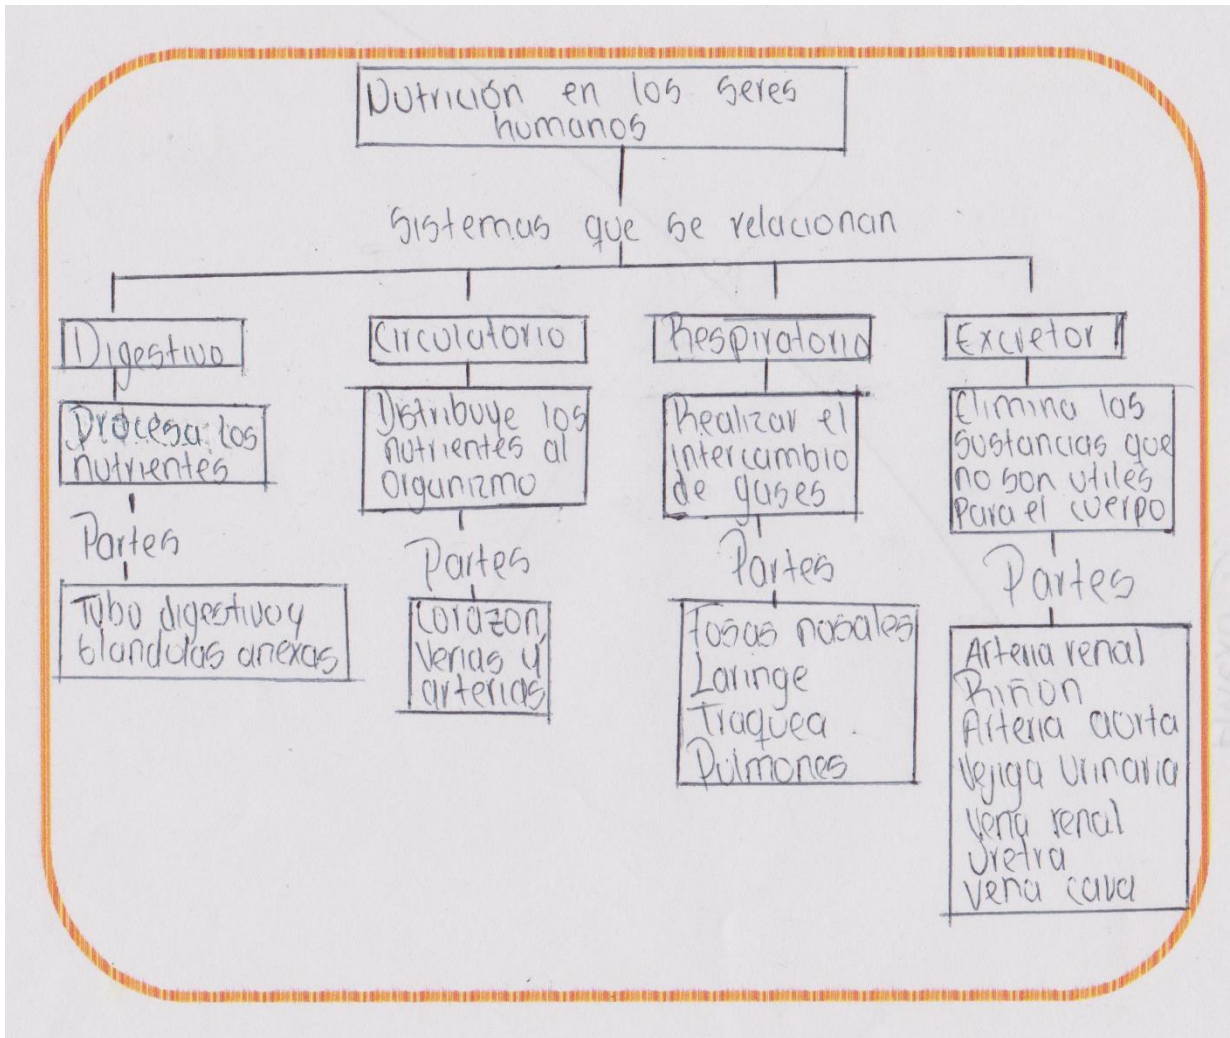 Nutrición en los seres
humanos
Sistemas que se relacionan
Digestivo
Procesa los
nutrientes
Partes
Tubo digestivo y
Glandulas anexas
Circulatorio
Distribuye los
nutrientes al
organizmo
Partes
Corazon,
venas y
arterias
Respiratorio
Realizar el
intercambio
de gases
Partes
Fosas nasales
Laringe
Traquea
Pulmones
Excretor
Elimina las
sustancias que
no son utiles
para el cuerpo
Partes
Arteria renal
Riñon
Arteria aorta
Vejiga urinaria
Vena renal
Uretra
Vena cava